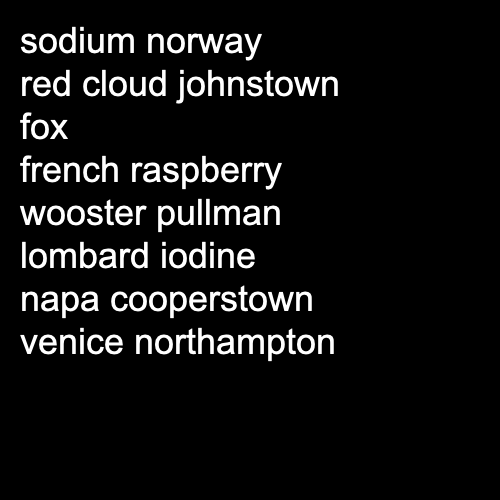 sodium norway
red cloud johnstown
fox
french raspberry
wooster pullman
lombard iodine
napa cooperstown
venice northampton